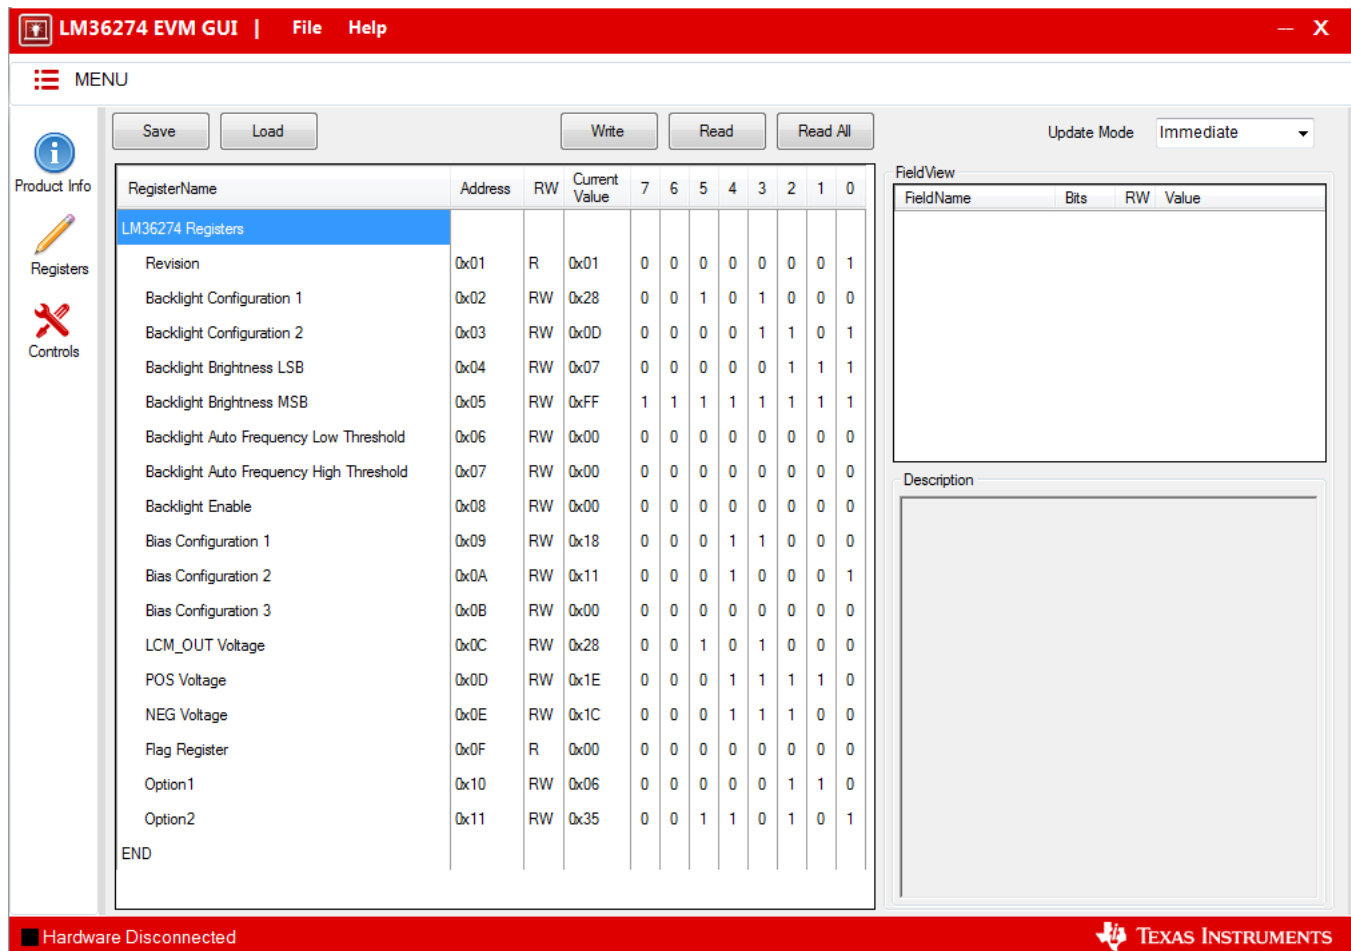 LM36274 EVM GUI | File Help — X
MENU
Save Load Write Read Read All Update Mode Immediate
Product Info
Registers
Controls
RegisterName Address RW Current Value 7 6 5 4 3 2 1 0
LM36274 Registers
Revision 0x01 R 0x01 0 0 0 0 0 0 0 1
Backlight Configuration 1 0x02 RW 0x28 0 0 1 0 1 0 0 0
Backlight Configuration 2 0x03 RW 0x0D 0 0 0 0 1 1 0 1
Backlight Brightness LSB 0x04 RW 0x07 0 0 0 0 0 1 1 1
Backlight Brightness MSB 0x05 RW 0xFF 1 1 1 1 1 1 1 1
Backlight Auto Frequency Low Threshold 0x06 RW 0x00 0 0 0 0 0 0 0 0
Backlight Auto Frequency High Threshold 0x07 RW 0x00 0 0 0 0 0 0 0 0
Backlight Enable 0x08 RW 0x00 0 0 0 0 0 0 0 0
Bias Configuration 1 0x09 RW 0x18 0 0 0 1 1 0 0 0
Bias Configuration 2 0x0A RW 0x11 0 0 0 1 0 0 0 1
Bias Configuration 3 0x0B RW 0x00 0 0 0 0 0 0 0 0
LCM_OUT Voltage 0x0C RW 0x28 0 0 1 0 1 0 0 0
POS Voltage 0x0D RW 0x1E 0 0 0 1 1 1 1 0
NEG Voltage 0x0E RW 0x1C 0 0 0 1 1 1 0 0
Flag Register 0x0F R 0x00 0 0 0 0 0 0 0 0
Option1 0x10 RW 0x06 0 0 0 0 0 1 1 0
Option2 0x11 RW 0x35 0 0 1 1 0 1 0 1
END
FieldView
FieldName Bits RW Value
Description
Hardware Disconnected
TEXAS INSTRUMENTS